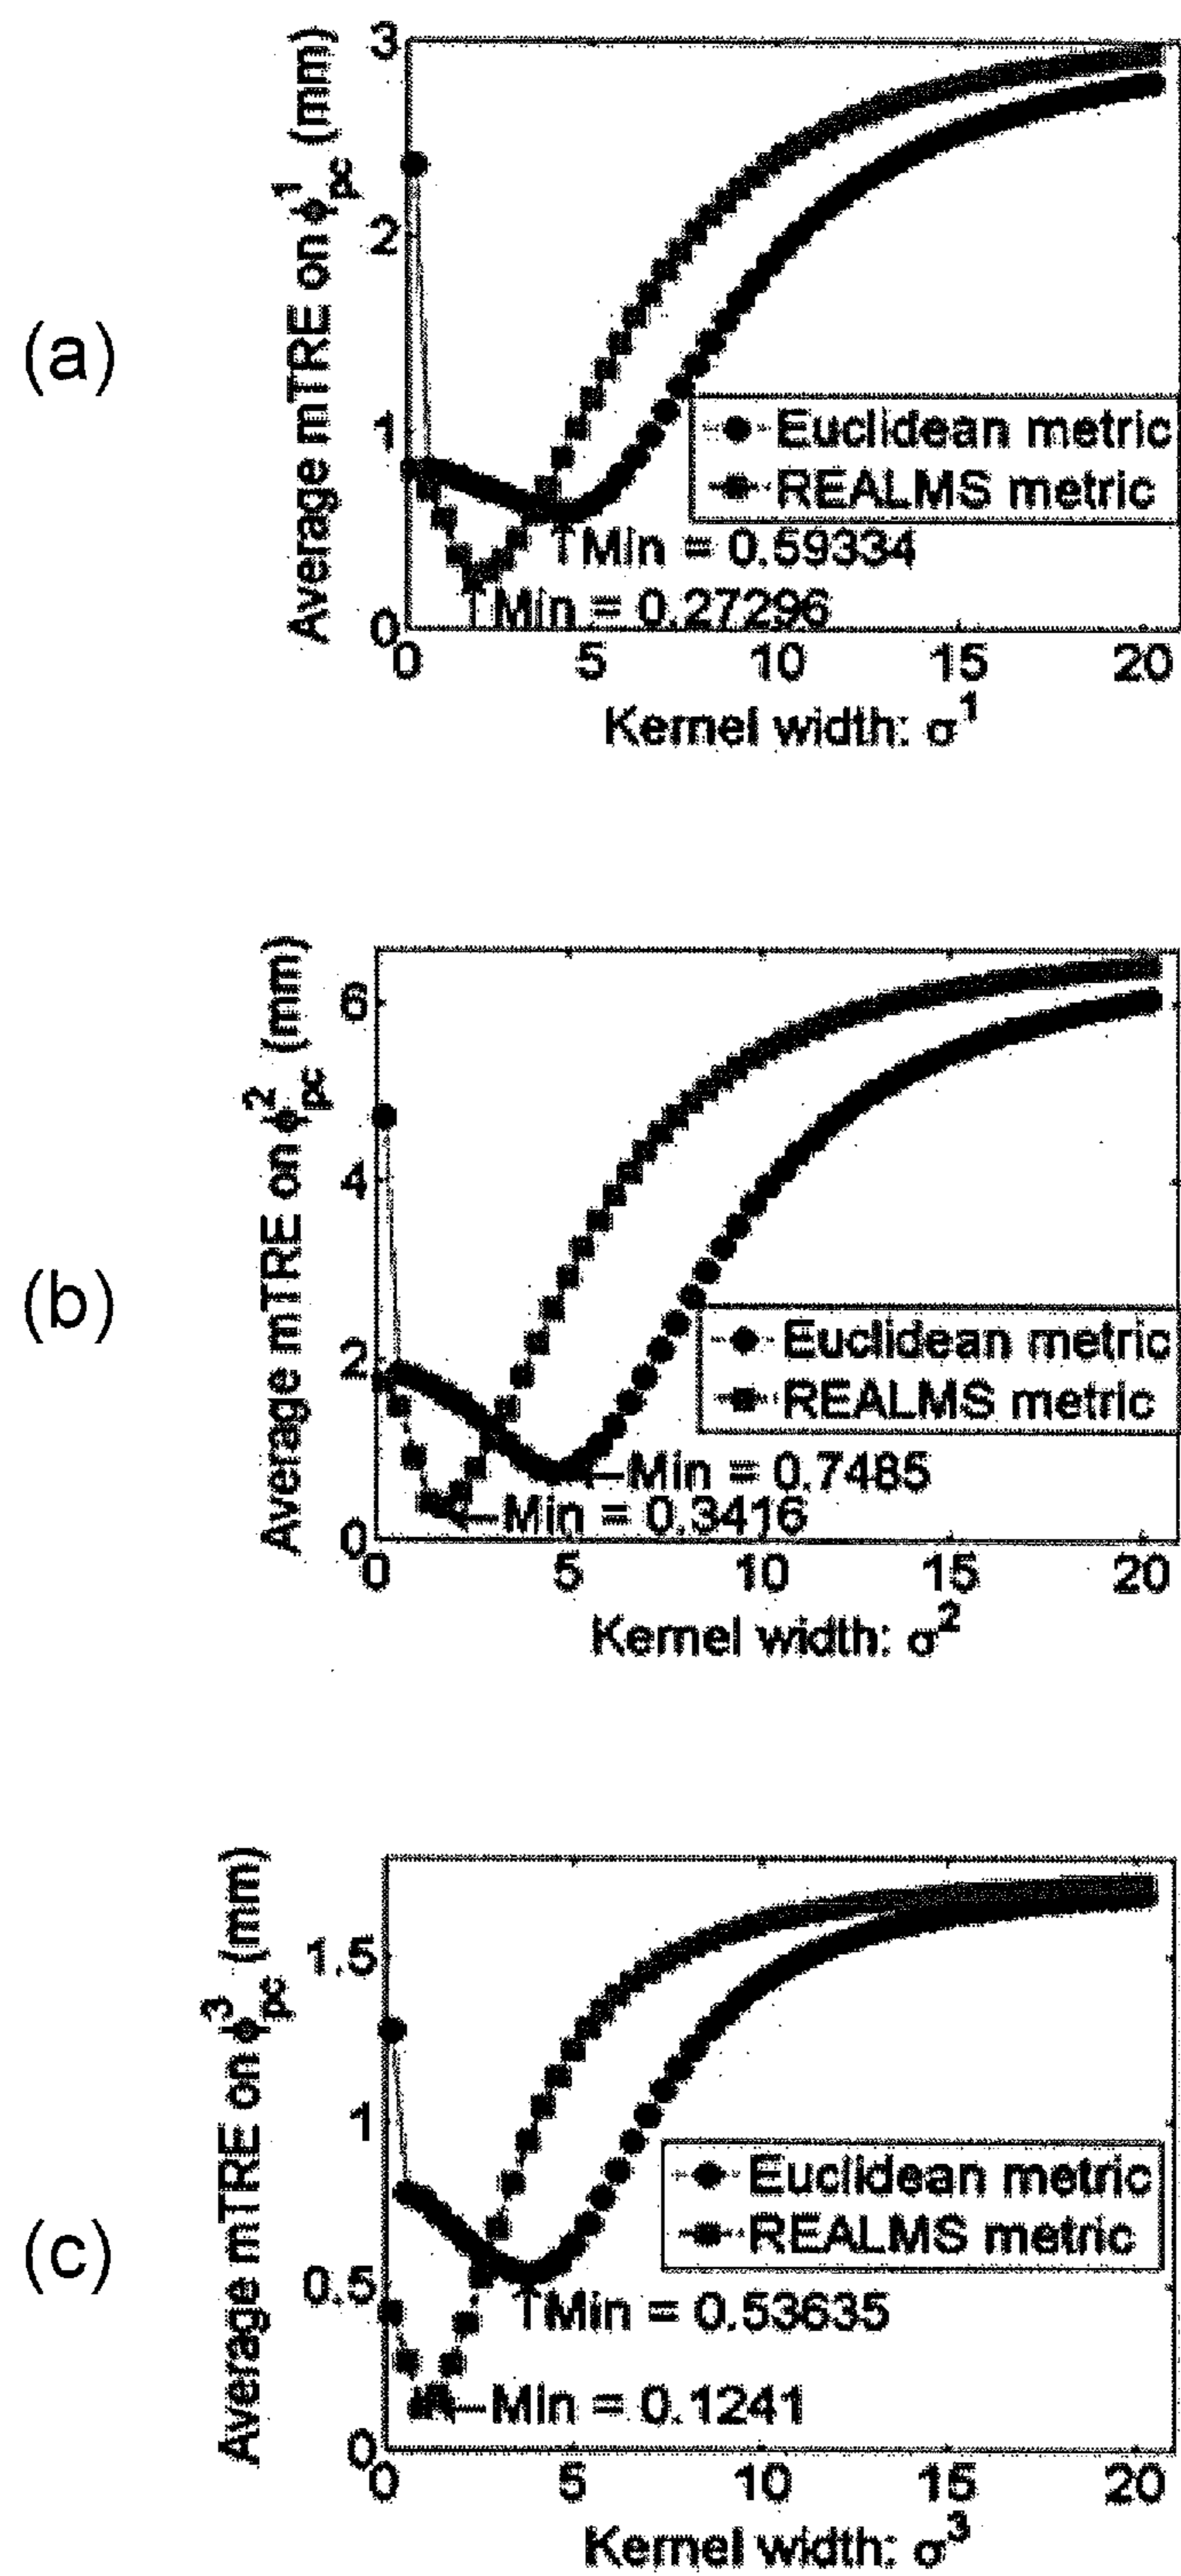 (a)
Average mTRE on ϕ¹pc (mm)
3
2
1
0
Euclidean metric
REALMS metric
↑Min = 0.59334
↑Min = 0.27296
0 5 10 15 20
Kernel width: σ¹
(b)
Average mTRE on ϕ²pc (mm)
6
4
2
0
Euclidean metric
REALMS metric
←Min = 0.7485
←Min = 0.3416
0 5 10 15 20
Kernel width: σ²
(c)
Average mTRE on ϕ³pc (mm)
1.5
1
0.5
0
Euclidean metric
REALMS metric
↑Min = 0.53635
←Min = 0.1241
0 5 10 15 20
Kernel width: σ³